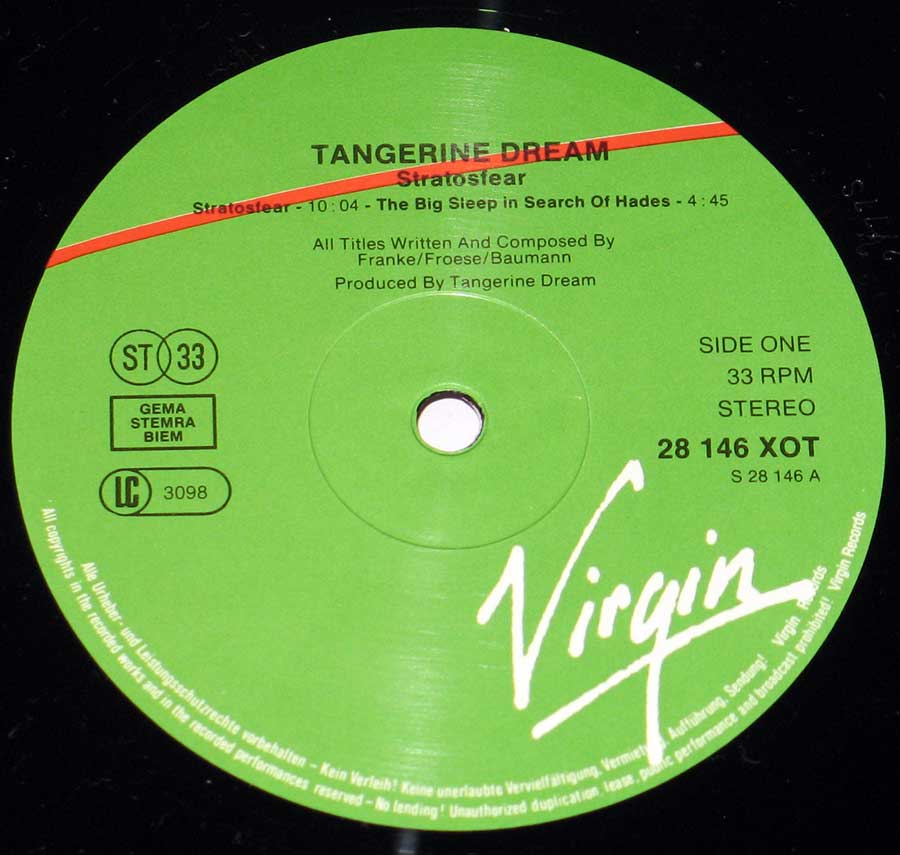 TANGERINE DREAM
Stratosfear
Stratosfear - 10:04 - The Big Sleep in Search Of Hades - 4:45
All Titles Written And Composed By
Franke/Froese/Baumann
Produced By Tangerine Dream
ST 33
GEMA
STEMRA
BIEM
LC 3098
SIDE ONE
33 RPM
STEREO
28 146 XOT
S 28 146 A
Virgin
Alle Urheber- und Leistungsschutzrechte vorbehalten – Kein Verleih! Keine unerlaubte Vervielfältigung, Vermietung, Aufführung, Sendung! Virgin Records
All copyrights in the recorded works and in the recorded performances reserved – No lending! Unauthorized duplication, lease, public performance and broadcast prohibited! Virgin Records